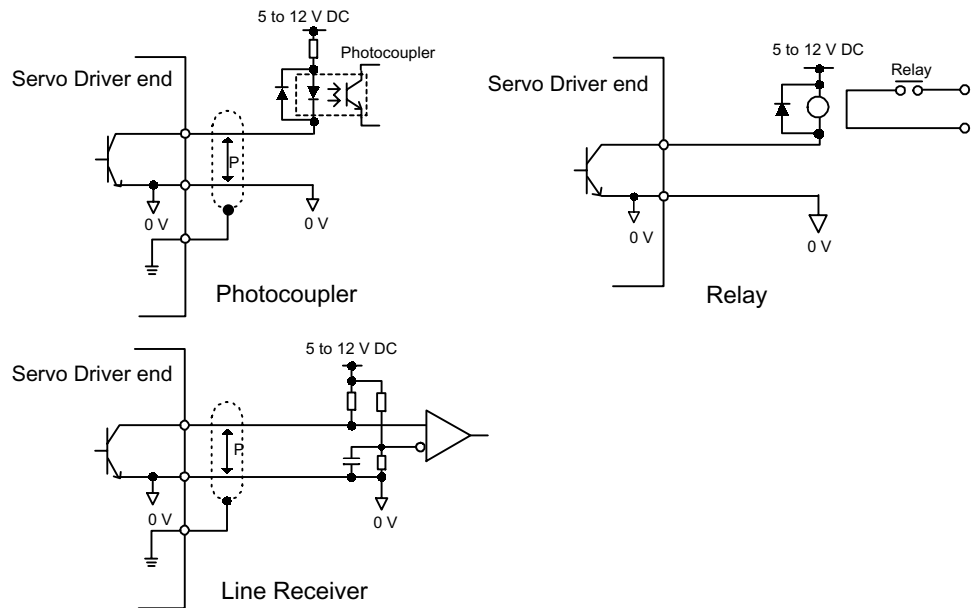 5 to 12 V DC
Photocoupler
Servo Driver end
P
0 V
0 V
Photocoupler
5 to 12 V DC
Relay
Servo Driver end
0 V
0 V
Relay
5 to 12 V DC
Servo Driver end
P
0 V
0 V
Line Receiver